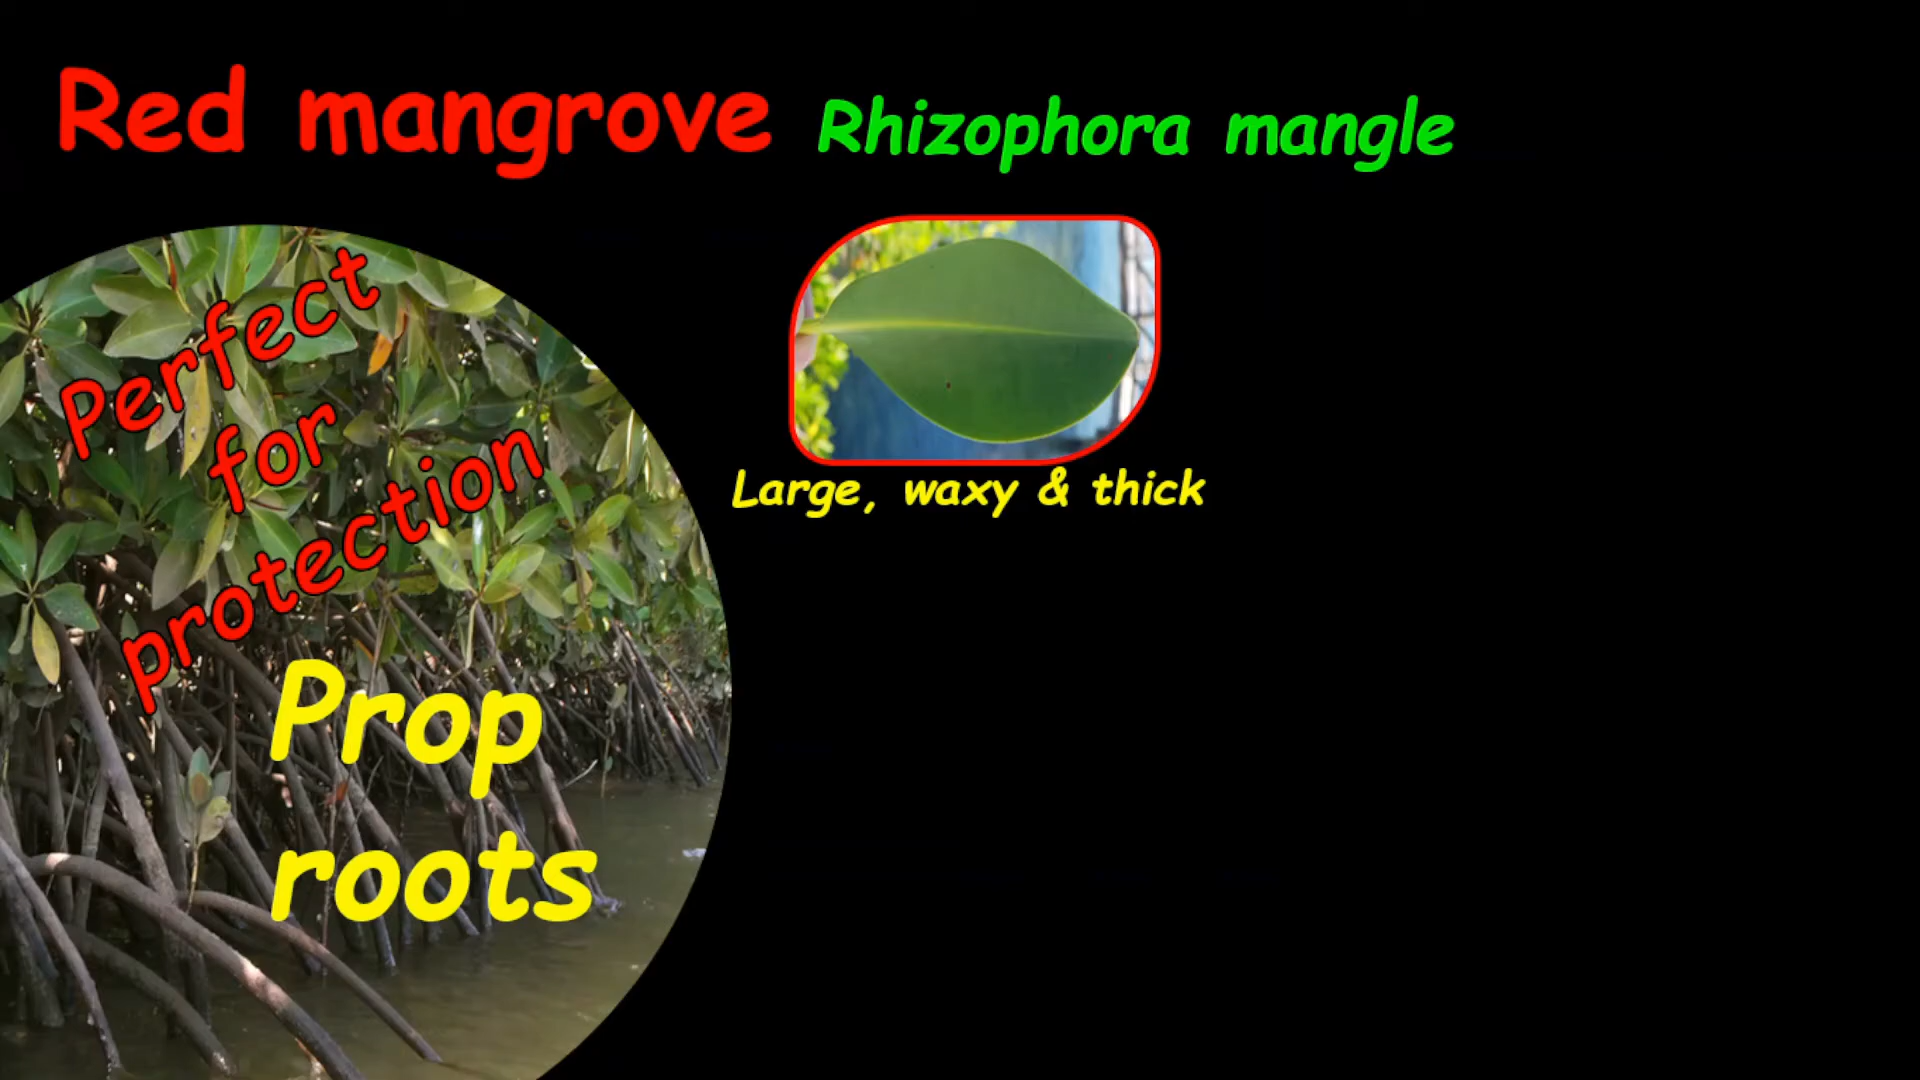 Red mangrove Rhizophora mangle
Perfect
for
protection
Prop
roots
Large, waxy & thick